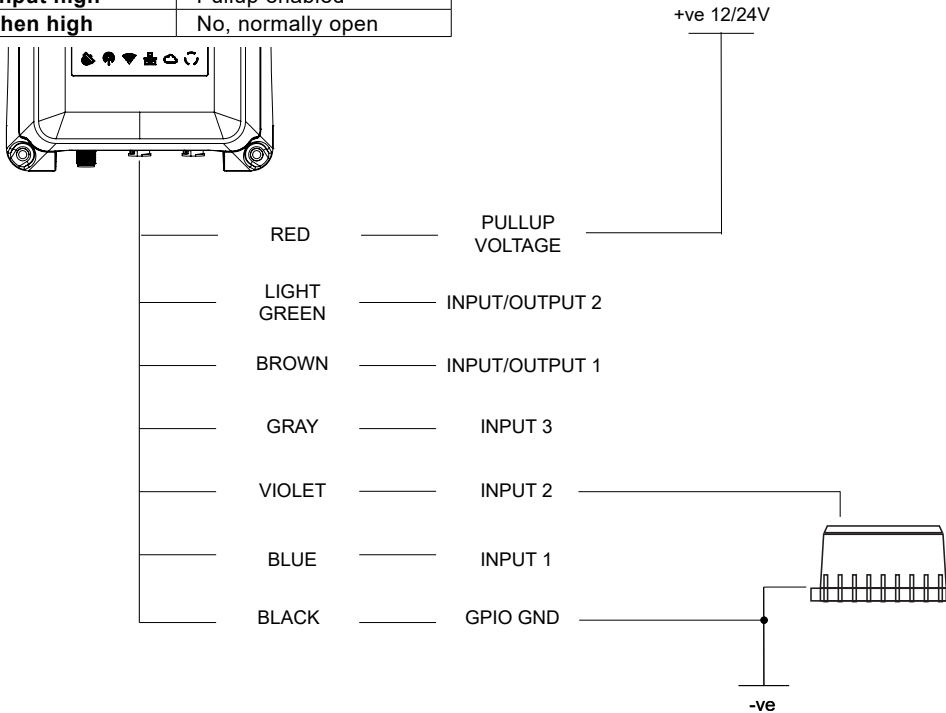 nput high Pullup enabled
hen high No, normally open
+ve 12/24V
RED PULLUP
VOLTAGE
LIGHT
GREEN INPUT/OUTPUT 2
BROWN INPUT/OUTPUT 1
GRAY INPUT 3
VIOLET INPUT 2
BLUE INPUT 1
BLACK GPIO GND
-ve